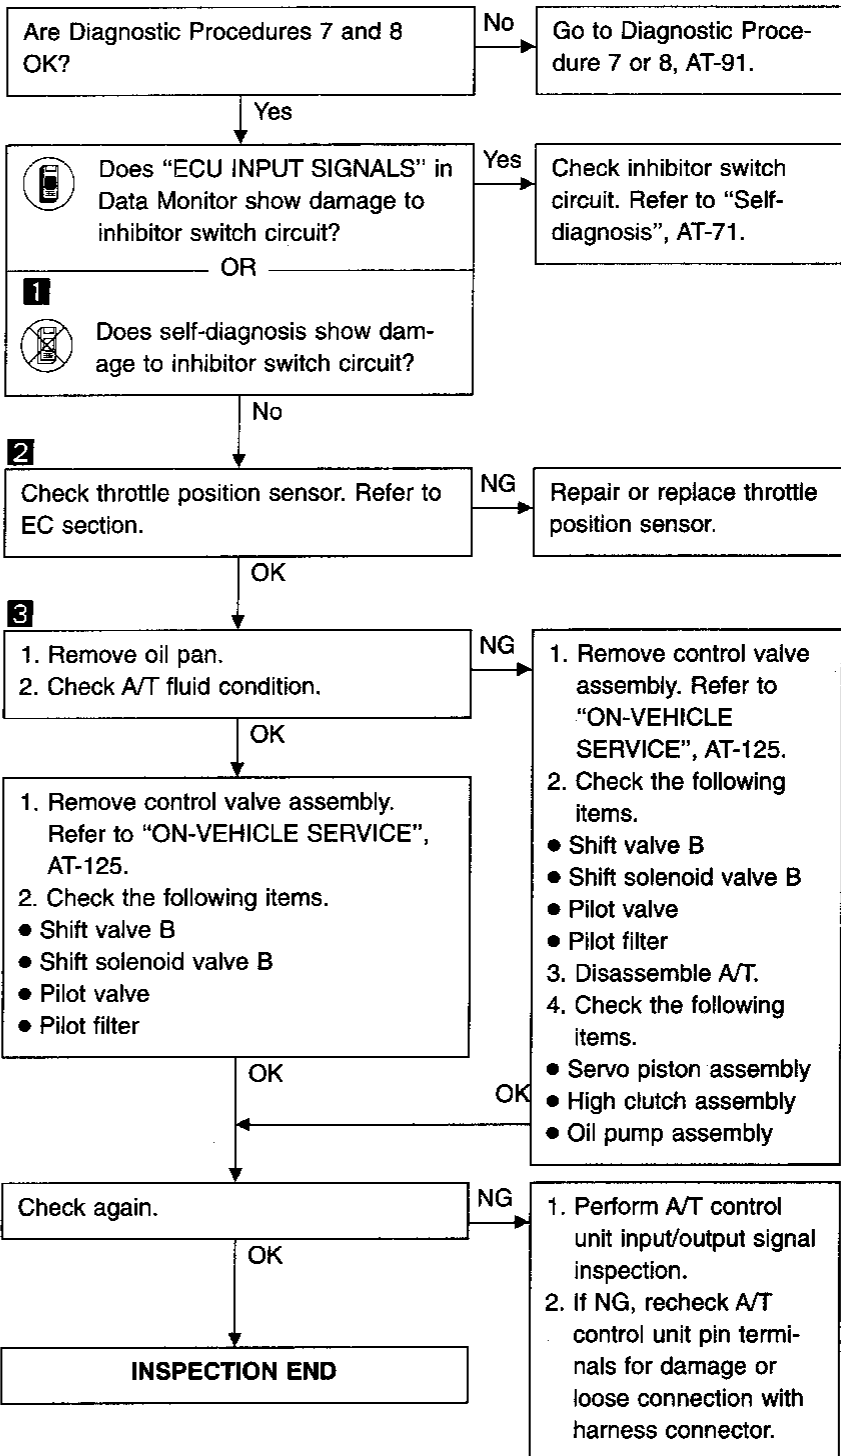 Are Diagnostic Procedures 7 and 8
OK?
No
Go to Diagnostic Proce-
dure 7 or 8, AT-91.
Yes
Does “ECU INPUT SIGNALS” in
Data Monitor show damage to
inhibitor switch circuit?
Yes
Check inhibitor switch
circuit. Refer to “Self-
diagnosis”, AT-71.
OR
1
Does self-diagnosis show dam-
age to inhibitor switch circuit?
No
2
Check throttle position sensor. Refer to
EC section.
NG
Repair or replace throttle
position sensor.
OK
3
1. Remove oil pan.
2. Check A/T fluid condition.
NG
1. Remove control valve
assembly. Refer to
“ON-VEHICLE
SERVICE”, AT-125.
2. Check the following
items.
● Shift valve B
● Shift solenoid valve B
● Pilot valve
● Pilot filter
3. Disassemble A/T.
4. Check the following
items.
● Servo piston assembly
● High clutch assembly
● Oil pump assembly
OK
1. Remove control valve assembly.
Refer to “ON-VEHICLE SERVICE”,
AT-125.
2. Check the following items.
● Shift valve B
● Shift solenoid valve B
● Pilot valve
● Pilot filter
OK
OK
Check again.
NG
1. Perform A/T control
unit input/output signal
inspection.
2. If NG, recheck A/T
control unit pin termi-
nals for damage or
loose connection with
harness connector.
OK
INSPECTION END